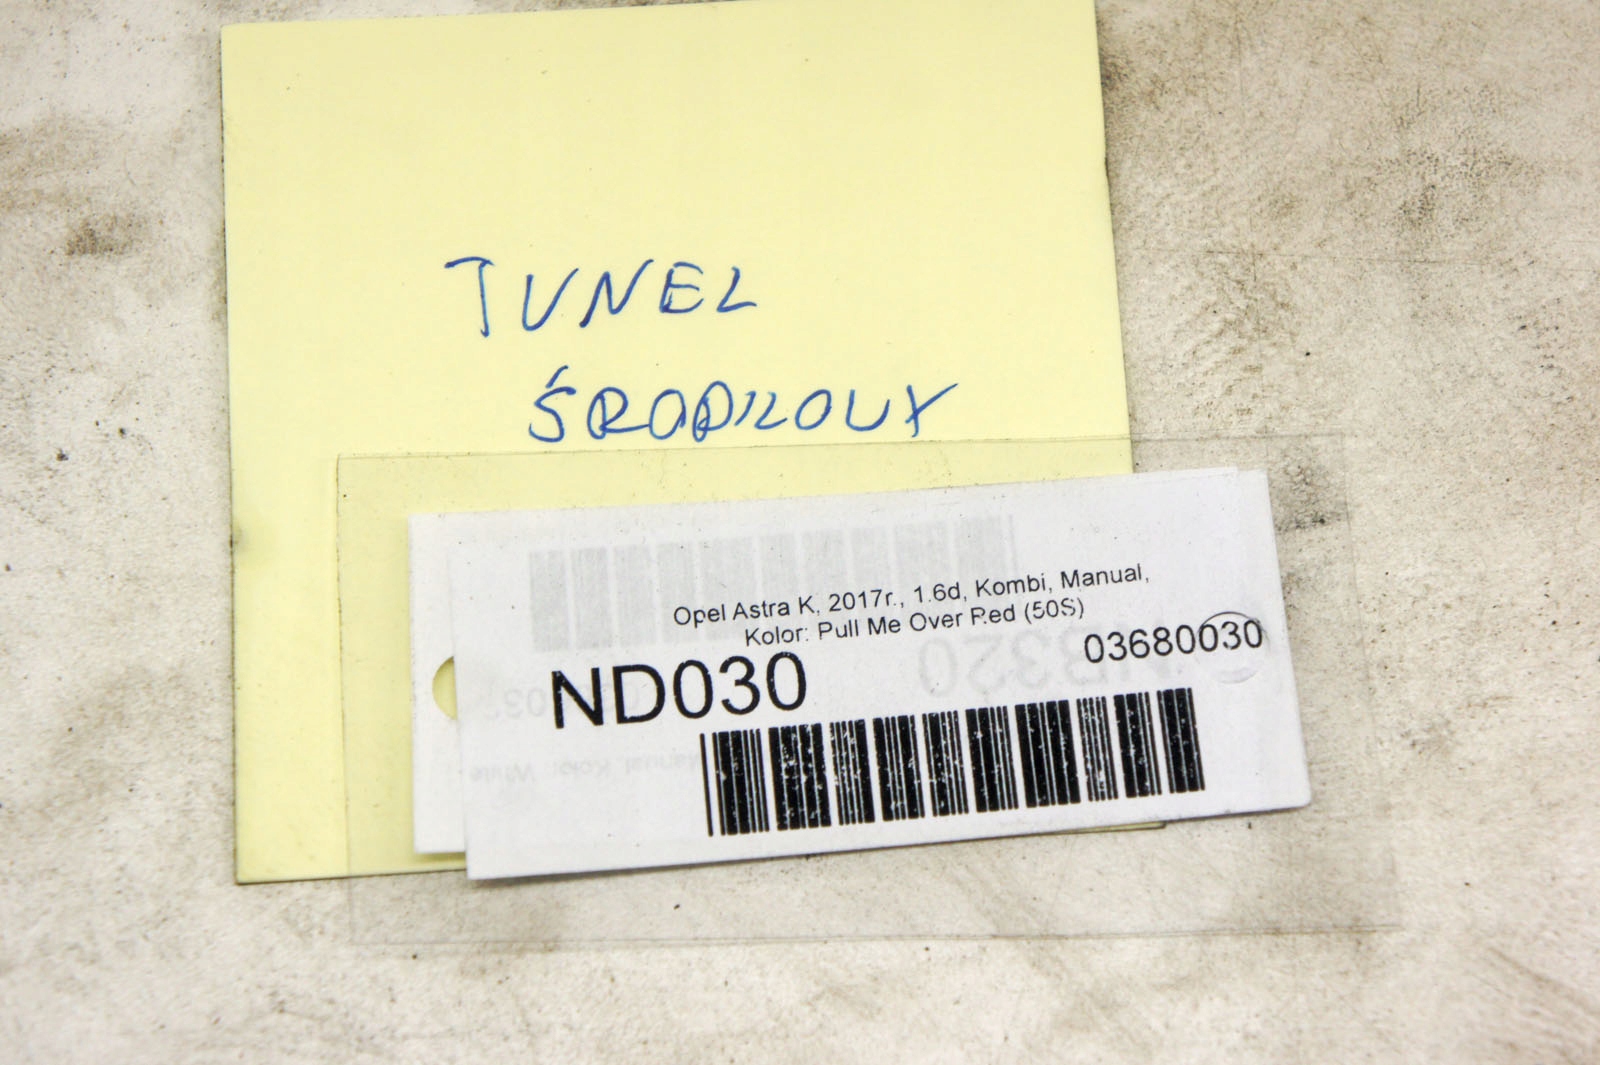 TUNEL
ŚRODKOWY
Opel Astra K, 2017r., 1.6d, Kombi, Manual,
Kolor: Pull Me Over Red (50S)
03680030
ND030